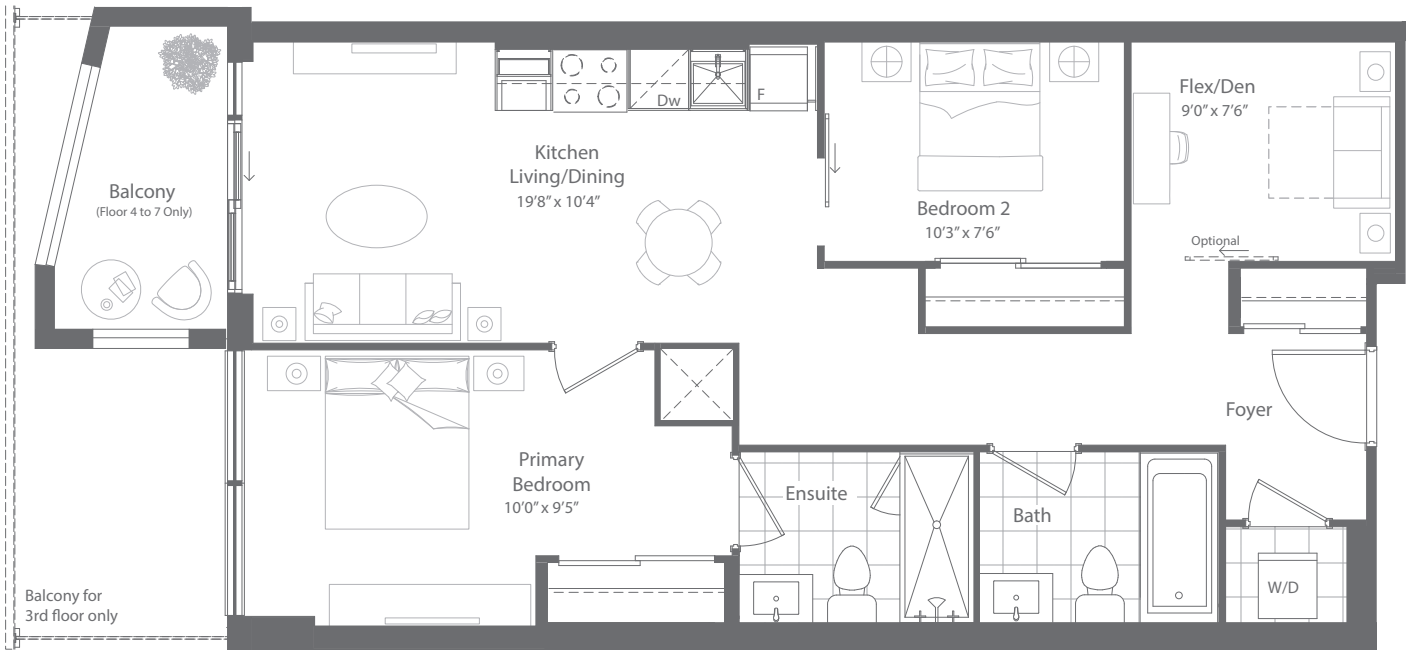 Balcony
(Floor 4 to 7 Only)
Kitchen
Living/Dining
19'8" x 10'4"
Dw
F
Bedroom 2
10'3" x 7'6"
Flex/Den
9'0" x 7'6"
Optional
Foyer
Primary
Bedroom
10'0" x 9'5"
Ensuite
Bath
W/D
Balcony for
3rd floor only